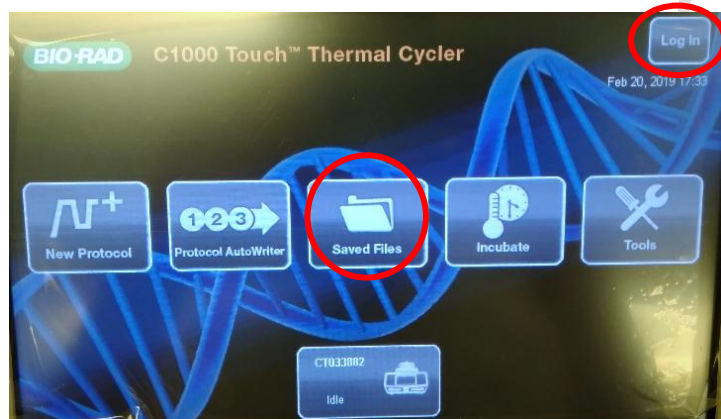 BIO-RAD C1000 Touch™ Thermal Cycler
Log In
Feb 20, 2019 17:33
New Protocol
123
Protocol AutoWriter
Saved Files
Incubate
Tools
CT033882
Idle